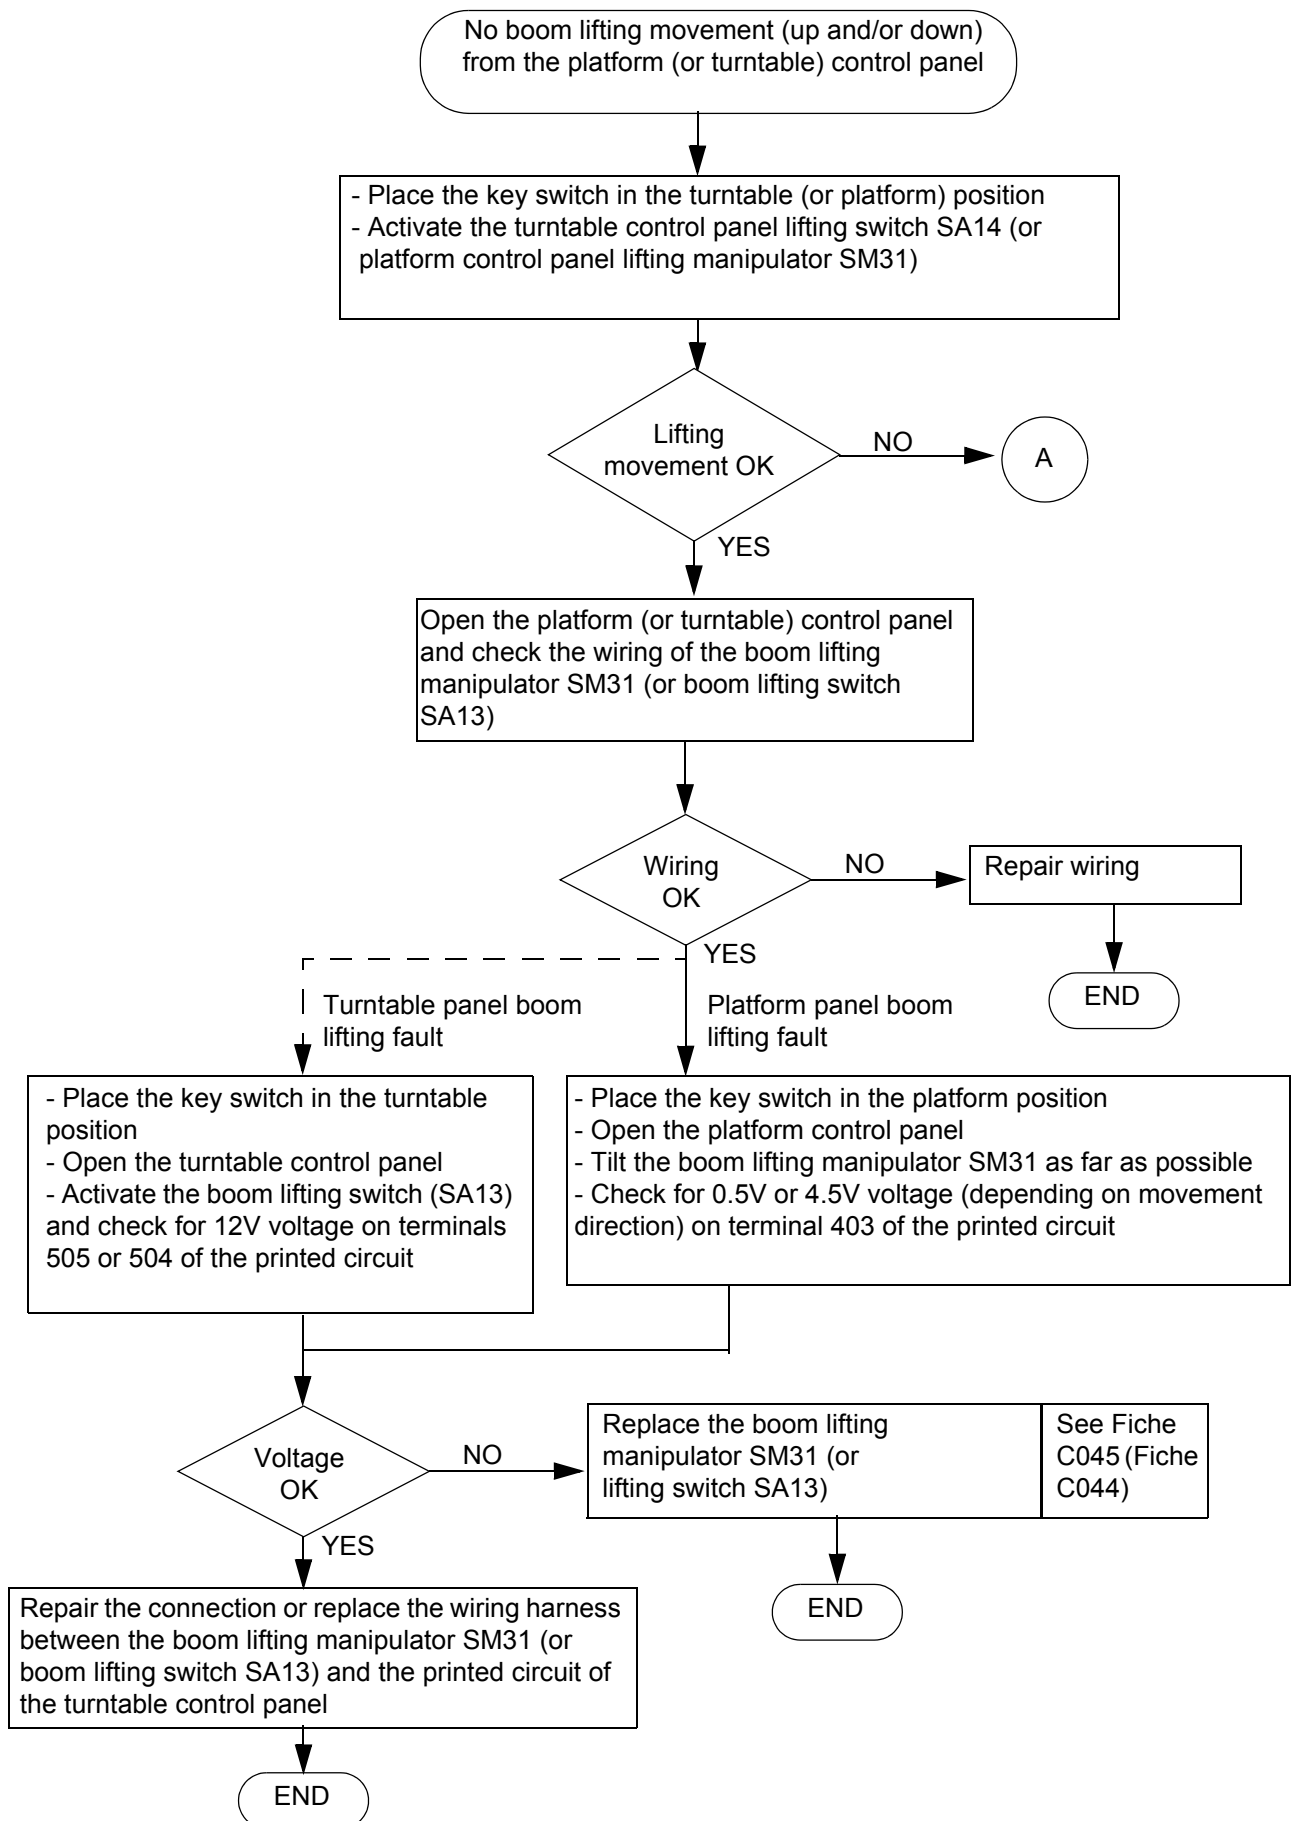 No boom lifting movement (up and/or down)
from the platform (or turntable) control panel
- Place the key switch in the turntable (or platform) position
- Activate the turntable control panel lifting switch SA14 (or
platform control panel lifting manipulator SM31)
Lifting
movement OK
NO
A
YES
Open the platform (or turntable) control panel
and check the wiring of the boom lifting
manipulator SM31 (or boom lifting switch
SA13)
Wiring
OK
NO
Repair wiring
END
YES
Turntable panel boom
lifting fault
Platform panel boom
lifting fault
- Place the key switch in the turntable
position
- Open the turntable control panel
- Activate the boom lifting switch (SA13)
and check for 12V voltage on terminals
505 or 504 of the printed circuit
- Place the key switch in the platform position
- Open the platform control panel
- Tilt the boom lifting manipulator SM31 as far as possible
- Check for 0.5V or 4.5V voltage (depending on movement
direction) on terminal 403 of the printed circuit
Voltage
OK
NO
Replace the boom lifting
manipulator SM31 (or
lifting switch SA13)
See Fiche
C045 (Fiche
C044)
END
YES
Repair the connection or replace the wiring harness
between the boom lifting manipulator SM31 (or
boom lifting switch SA13) and the printed circuit of
the turntable control panel
END